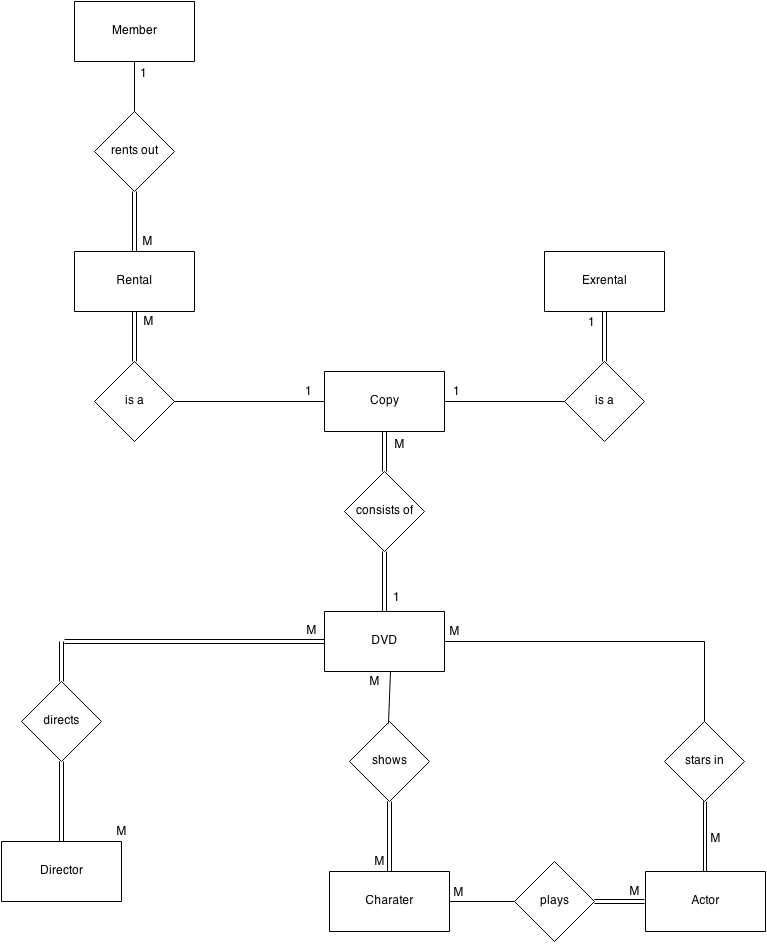 Member
1
rents out
M
Rental
Exrental
M
1
is a
1
Copy
1
is a
M
consists of
1
M
DVD
M
M
directs
shows
stars in
M
M
M
Director
M
Charater
M
plays
M
Actor